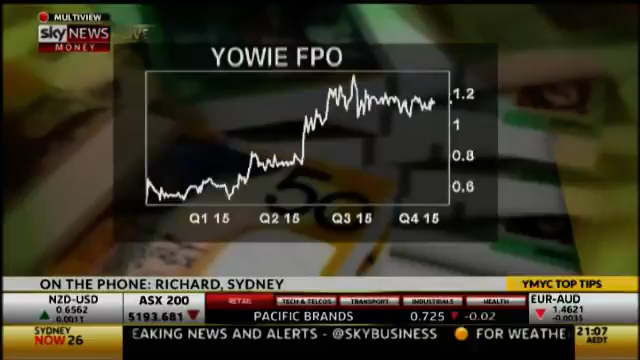 MULTIVIEW
sky NEWS LIVE
MONEY
YOWIE FPO
1.2
1
0.8
0.6
Q1 15 Q2 15 Q3 15 Q4 15
50
ON THE PHONE: RICHARD, SYDNEY
YMYC TOP TIPS
NZD-USD
0.6562
0.0011
ASX 200
5193.681
RETAIL
TECH & TELCOS
TRANSPORT
INDUSTRIALS
HEALTH
PACIFIC BRANDS 0.725 -0.02
EUR-AUD
1.4621
-0.0035
SYDNEY
NOW 26
EAKING NEWS AND ALERTS - @SKYBUSINESS FOR WEATHE
21:07
AEDT